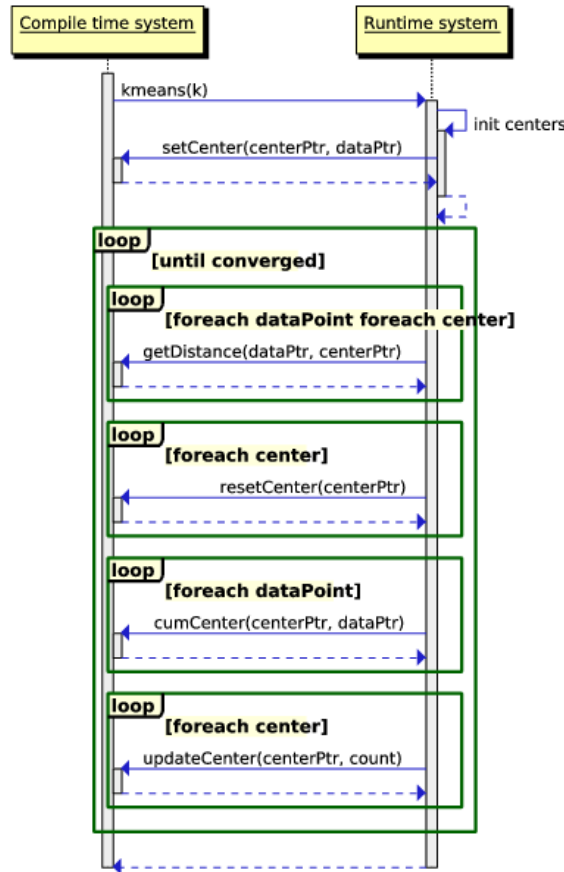 Compile time system
Runtime system
kmeans(k)
init centers
setCenter(centerPtr, dataPtr)
loop
[until converged]
loop
[foreach dataPoint foreach center]
getDistance(dataPtr, centerPtr)
loop
[foreach center]
resetCenter(centerPtr)
loop
[foreach dataPoint]
cumCenter(centerPtr, dataPtr)
loop
[foreach center]
updateCenter(centerPtr, count)